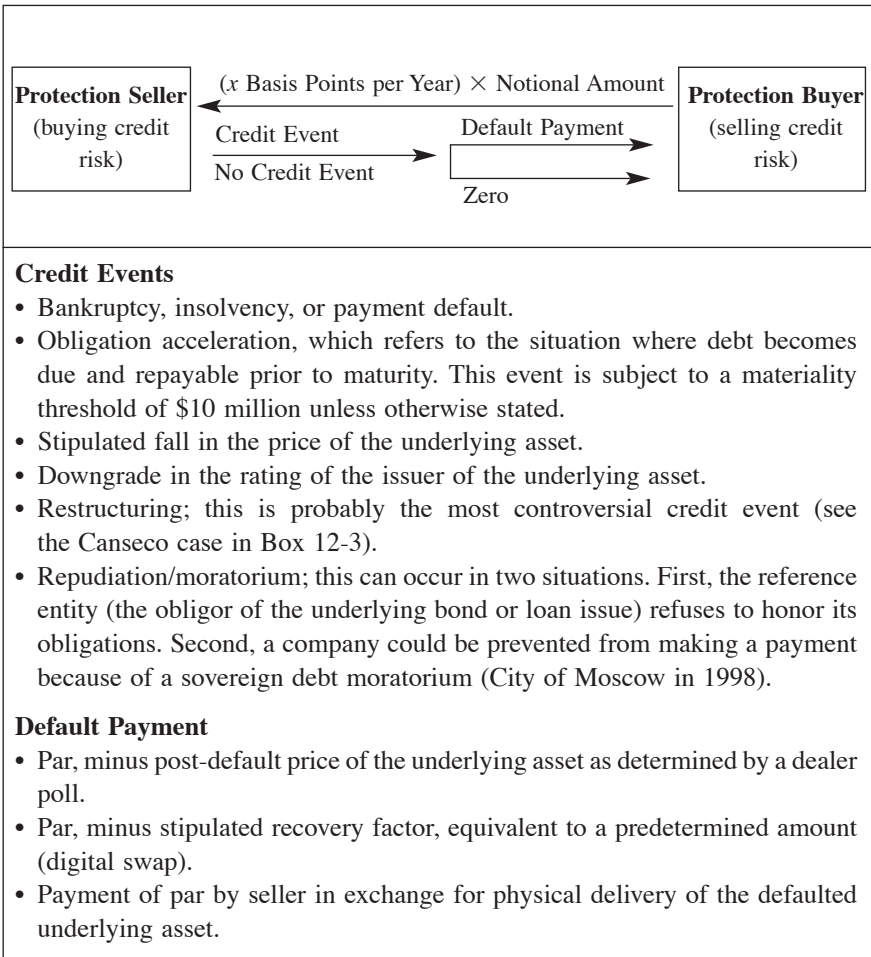 (x Basis Points per Year) × Notional Amount
Protection Seller
(buying credit
risk)
Credit Event
No Credit Event
Default Payment
Zero
Protection Buyer
(selling credit
risk)
Credit Events
• Bankruptcy, insolvency, or payment default.
• Obligation acceleration, which refers to the situation where debt becomes
due and repayable prior to maturity. This event is subject to a materiality
threshold of $10 million unless otherwise stated.
• Stipulated fall in the price of the underlying asset.
• Downgrade in the rating of the issuer of the underlying asset.
• Restructuring; this is probably the most controversial credit event (see
the Canseco case in Box 12-3).
• Repudiation/moratorium; this can occur in two situations. First, the reference
entity (the obligor of the underlying bond or loan issue) refuses to honor its
obligations. Second, a company could be prevented from making a payment
because of a sovereign debt moratorium (City of Moscow in 1998).
Default Payment
• Par, minus post-default price of the underlying asset as determined by a dealer
poll.
• Par, minus stipulated recovery factor, equivalent to a predetermined amount
(digital swap).
• Payment of par by seller in exchange for physical delivery of the defaulted
underlying asset.